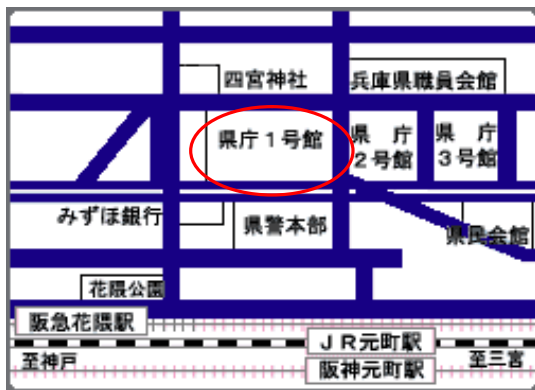 四宮神社
兵庫県職員会館
県庁1号館
県 庁
2号館
県 庁
3号館
みずほ銀行
県警本部
県民会館
花隈公園
阪急花隈駅
JR元町駅
至神戸
阪神元町駅
至三宮